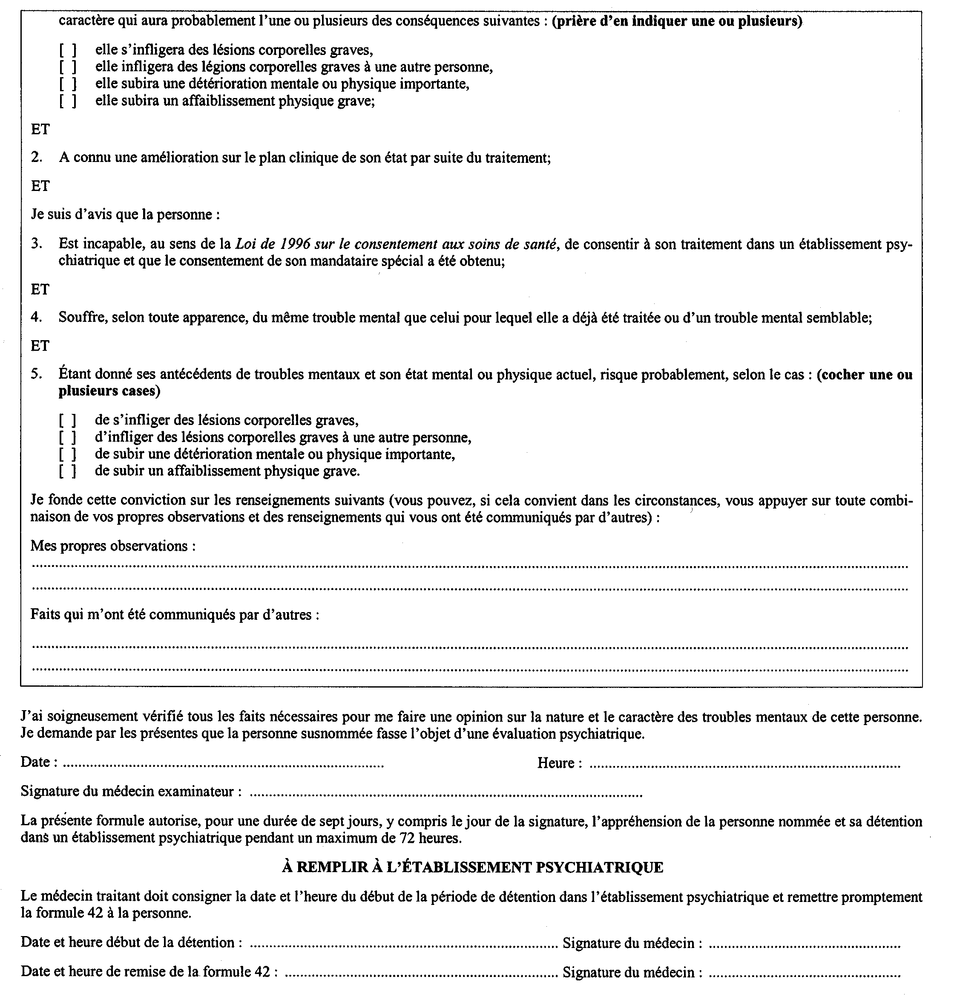 caractère qui aura probablement l'une ou plusieurs des conséquences suivantes : (prière d'en indiquer une ou plusieurs)
[ ] elle s'infligera des lésions corporelles graves,
[ ] elle infligera des légions corporelles graves à une autre personne,
[ ] elle subira une détérioration mentale ou physique importante,
[ ] elle subira un affaiblissement physique grave;
ET
2. A connu une amélioration sur le plan clinique de son état par suite du traitement;
ET
Je suis d'avis que la personne :
3. Est incapable, au sens de la Loi de 1996 sur le consentement aux soins de santé, de consentir à son traitement dans un établissement psy-
chiatrique et que le consentement de son mandataire spécial a été obtenu;
ET
4. Souffre, selon toute apparence, du même trouble mental que celui pour lequel elle a déjà été traitée ou d'un trouble mental semblable;
ET
5. Étant donné ses antécédents de troubles mentaux et son état mental ou physique actuel, risque probablement, selon le cas : (cocher une ou
plusieurs cases)
[ ] de s'infliger des lésions corporelles graves,
[ ] d'infliger des lésions corporelles graves à une autre personne,
[ ] de subir une détérioration mentale ou physique importante,
[ ] de subir un affaiblissement physique grave.
Je fonde cette conviction sur les renseignements suivants (vous pouvez, si cela convient dans les circonstances, vous appuyer sur toute combi-
naison de vos propres observations et des renseignements qui vous ont été communiqués par d'autres) :
Mes propres observations :
Faits qui m'ont été communiqués par d'autres :
J'ai soigneusement vérifié tous les faits nécessaires pour me faire une opinion sur la nature et le caractère des troubles mentaux de cette personne.
Je demande par les présentes que la personne susnommée fasse l'objet d'une évaluation psychiatrique.
Date : .......... Heure : ..........
Signature du médecin examinateur : ..........
La présente formule autorise, pour une durée de sept jours, y compris le jour de la signature, l'appréhension de la personne nommée et sa détention
dans un établissement psychiatrique pendant un maximum de 72 heures.
À REMPLIR À L'ÉTABLISSEMENT PSYCHIATRIQUE
Le médecin traitant doit consigner la date et l'heure du début de la période de détention dans l'établissement psychiatrique et remettre promptement
la formule 42 à la personne.
Date et heure début de la détention : .......... Signature du médecin : ..........
Date et heure de remise de la formule 42 : .......... Signature du médecin : ..........